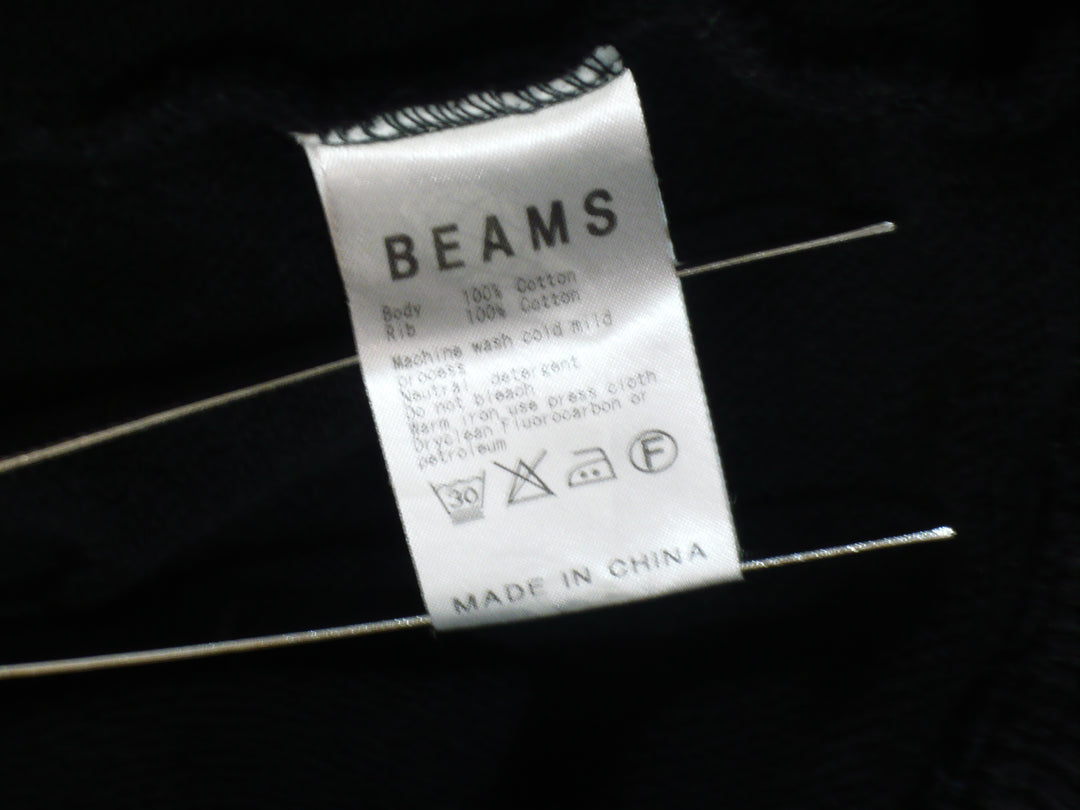 BEAMS
Body 100% Cotton
Rib 100% Cotton
Machine wash cold mild
process
Neutral detergent
Do not bleach
Warm iron use press cloth
Dryclean Fluorocarbon or
petroleum
30 F
MADE IN CHINA